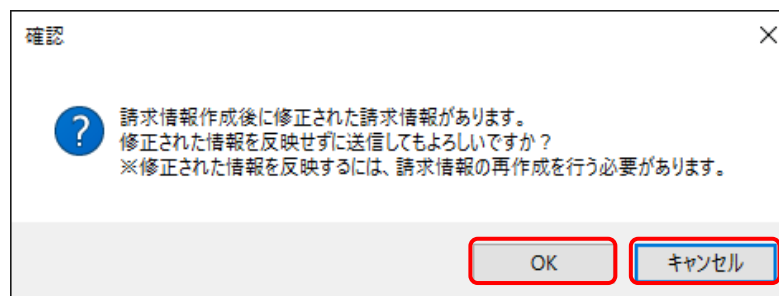 確認
請求情報作成後に修正された請求情報があります。
修正された情報を反映せずに送信してもよろしいですか？
※修正された情報を反映するには、請求情報の再作成を行う必要があります。
OK
キャンセル